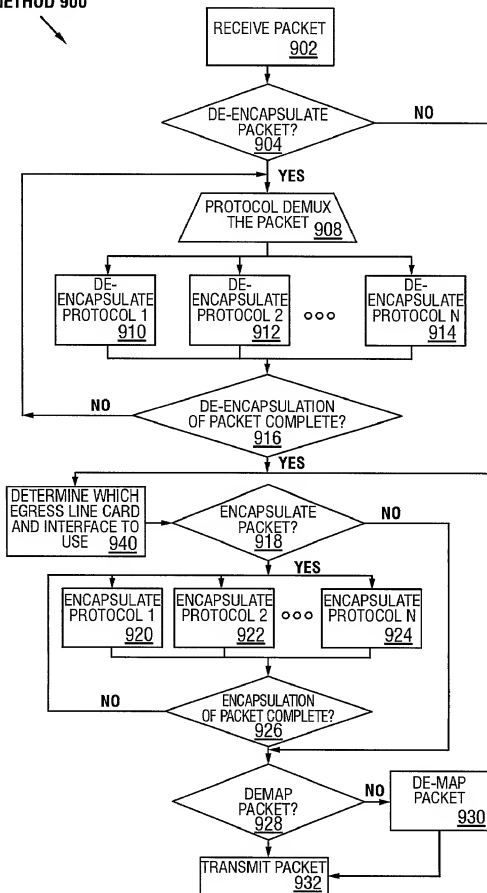 METHOD 900
RECEIVE PACKET
902
DE-ENCAPSULATE
PACKET?
904
NO
YES
PROTOCOL DEMUX
THE PACKET 908
DE-
ENCAPSULATE
PROTOCOL 1
910
DE-
ENCAPSULATE
PROTOCOL 2
912
ooo
DE-
ENCAPSULATE
PROTOCOL N
914
NO
DE-ENCAPSULATION
OF PACKET COMPLETE?
916
YES
DETERMINE WHICH
EGRESS LINE CARD
AND INTERFACE TO
USE 940
ENCAPSULATE
PACKET?
918
NO
YES
ENCAPSULATE
PROTOCOL 1
920
ENCAPSULATE
PROTOCOL 2
922
ooo
ENCAPSULATE
PROTOCOL N
924
NO
ENCAPSULATION
OF PACKET COMPLETE?
926
DEMAP
PACKET?
928
NO
DE-MAP
PACKET
930
TRANSMIT PACKET
932